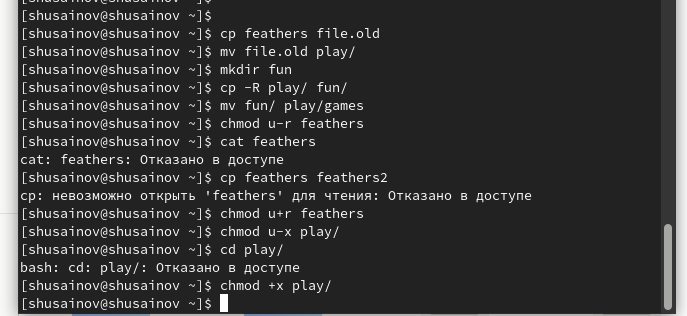 [shusainov@shusainov ~]$
[shusainov@shusainov ~]$ cp feathers file.old
[shusainov@shusainov ~]$ mv file.old play/
[shusainov@shusainov ~]$ mkdir fun
[shusainov@shusainov ~]$ cp -R play/ fun/
[shusainov@shusainov ~]$ mv fun/ play/games
[shusainov@shusainov ~]$ chmod u-r feathers
[shusainov@shusainov ~]$ cat feathers
cat: feathers: Отказано в доступе
[shusainov@shusainov ~]$ cp feathers feathers2
cp: невозможно открыть 'feathers' для чтения: Отказано в доступе
[shusainov@shusainov ~]$ chmod u+r feathers
[shusainov@shusainov ~]$ chmod u-x play/
[shusainov@shusainov ~]$ cd play/
bash: cd: play/: Отказано в доступе
[shusainov@shusainov ~]$ chmod +x play/
[shusainov@shusainov ~]$